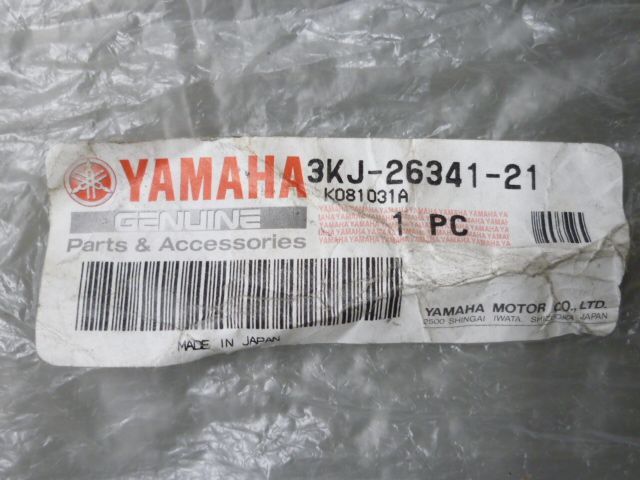 YAMAHA 3KJ-26341-21
K081031A
GENUINE
1 PC
Parts & Accessories
YAMAHA MOTOR CO.,LTD.
2500 SHINGAI IWATA, SHIZUOKA JAPAN
MADE IN JAPAN